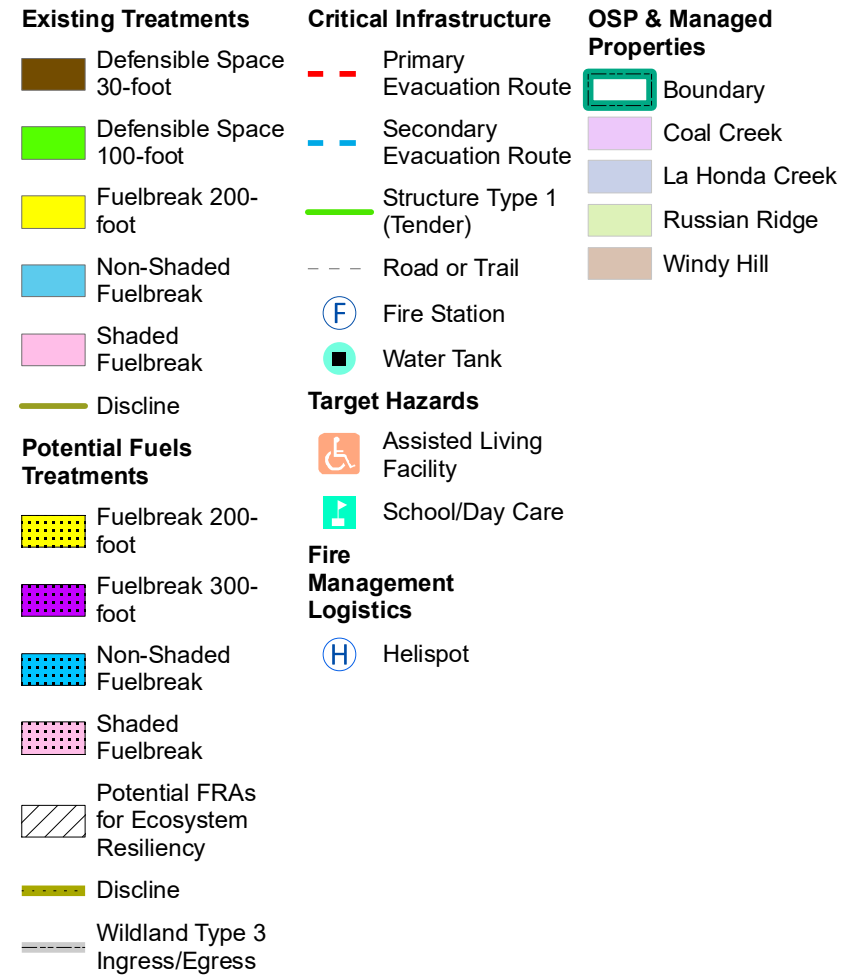 Existing Treatments
Defensible Space
30-foot
Defensible Space
100-foot
Fuelbreak 200-
foot
Non-Shaded
Fuelbreak
Shaded
Fuelbreak
Discline
Potential Fuels
Treatments
Fuelbreak 200-
foot
Fuelbreak 300-
foot
Non-Shaded
Fuelbreak
Shaded
Fuelbreak
Potential FRAs
for Ecosystem
Resiliency
Discline
Wildland Type 3
Ingress/Egress
Critical Infrastructure
Primary
Evacuation Route
Secondary
Evacuation Route
Structure Type 1
(Tender)
Road or Trail
F Fire Station
Water Tank
Target Hazards
Assisted Living
Facility
School/Day Care
Fire
Management
Logistics
H Helispot
OSP & Managed
Properties
Boundary
Coal Creek
La Honda Creek
Russian Ridge
Windy Hill